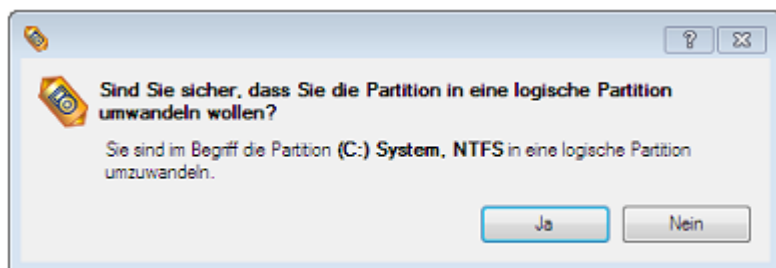 Sind Sie sicher, dass Sie die Partition in eine logische Partition
umwandeln wollen?
Sie sind im Begriff die Partition (C:) System, NTFS in eine logische Partition
umzuwandeln.
Ja
Nein